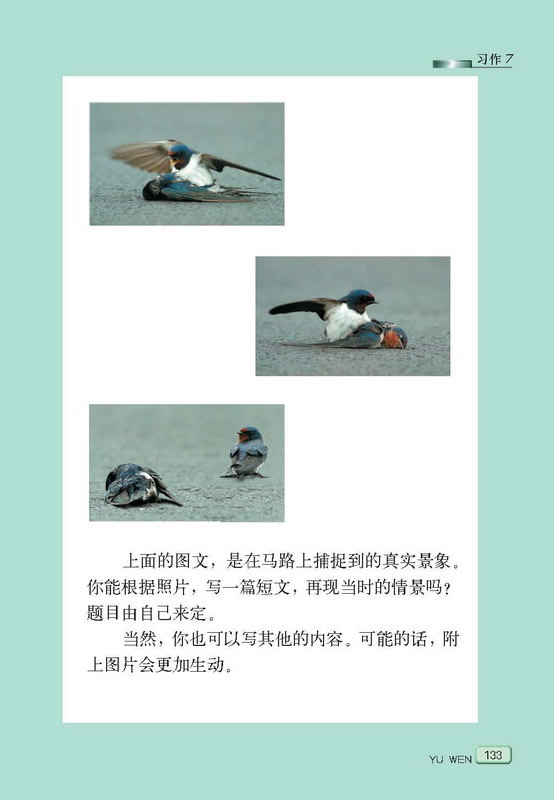 习作 7
上面的图文，是在马路上捕捉到的真实景象。
你能根据照片，写一篇短文，再现当时的情景吗？
题目由自己来定。
当然，你也可以写其他的内容。可能的话，附
上图片会更加生动。
YU WEN 133